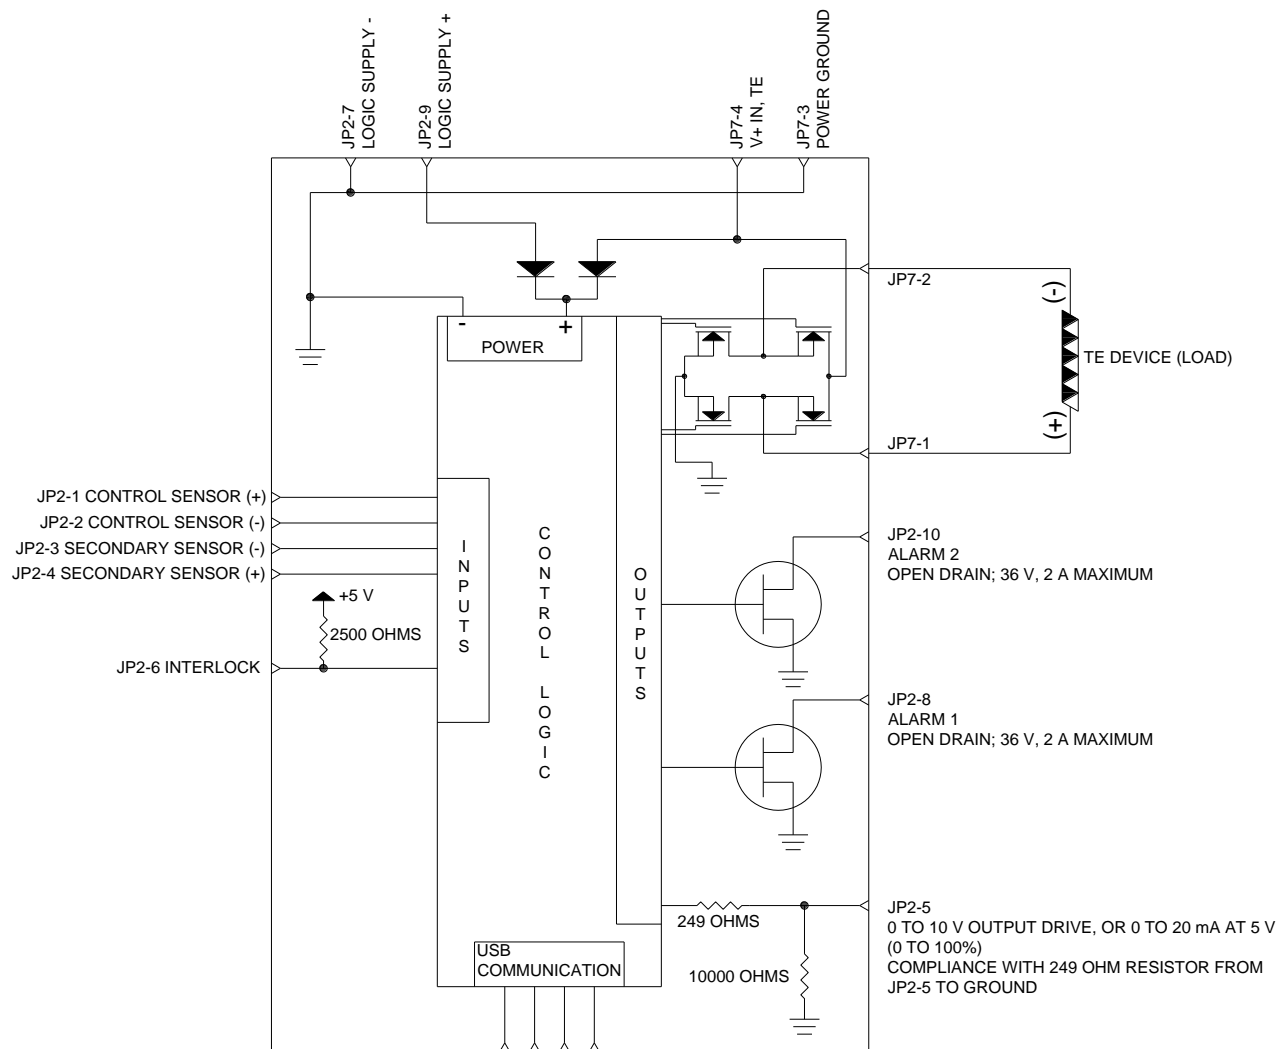 JP2-7
LOGIC SUPPLY -
JP2-9
LOGIC SUPPLY +
JP7-4
V+ IN, TE
JP7-3
POWER GROUND
- +
POWER
JP7-2
(-)
TE DEVICE (LOAD)
(+)
JP7-1
JP2-1 CONTROL SENSOR (+)
JP2-2 CONTROL SENSOR (-)
JP2-3 SECONDARY SENSOR (-)
JP2-4 SECONDARY SENSOR (+)
+5 V
2500 OHMS
JP2-6 INTERLOCK
INPUTS
CONTROL LOGIC
OUTPUTS
JP2-10
ALARM 2
OPEN DRAIN; 36 V, 2 A MAXIMUM
JP2-8
ALARM 1
OPEN DRAIN; 36 V, 2 A MAXIMUM
249 OHMS
10000 OHMS
JP2-5
0 TO 10 V OUTPUT DRIVE, OR 0 TO 20 mA AT 5 V
(0 TO 100%)
COMPLIANCE WITH 249 OHM RESISTOR FROM
JP2-5 TO GROUND
USB
COMMUNICATION